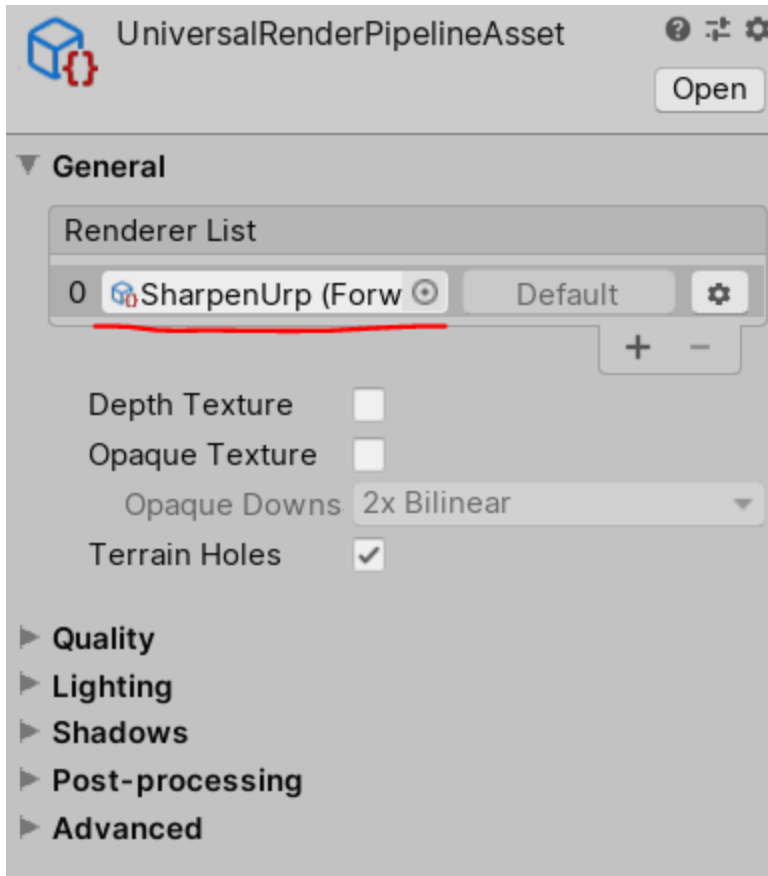 UniversalRenderPipelineAsset
Open
General
Renderer List
0 SharpenUrp (Forw Default
+ −
Depth Texture
Opaque Texture
Opaque Downs 2x Bilinear
Terrain Holes
Quality
Lighting
Shadows
Post-processing
Advanced